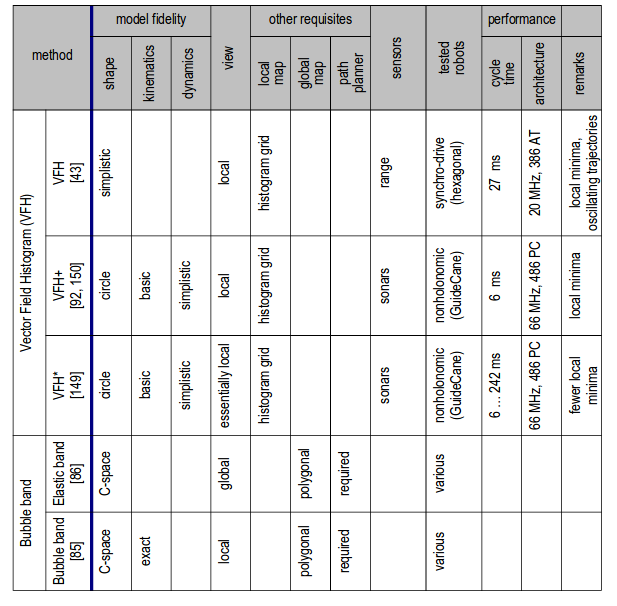 method
model fidelity
shape
kinematics
dynamics
view
other requisites
local
map
global
map
path
planner
sensors
tested
robots
performance
cycle
time
architecture
remarks
Vector Field Histogram (VFH)
VFH
[43]
simplistic
local
histogram grid
range
synchro-drive
(hexagonal)
27 ms
20 MHz, 386 AT
local minima,
oscillating trajectories
VFH+
[92, 150]
circle
basic
simplistic
local
histogram grid
sonars
nonholonomic
(GuideCane)
6 ms
66 MHz, 486 PC
local minima
VFH*
[149]
circle
basic
simplistic
essentially local
histogram grid
sonars
nonholonomic
(GuideCane)
6 … 242 ms
66 MHz, 486 PC
fewer local
minima
Bubble band
Elastic band
[86]
C-space
global
polygonal
required
various
Bubble band
[85]
C-space
exact
local
polygonal
required
various